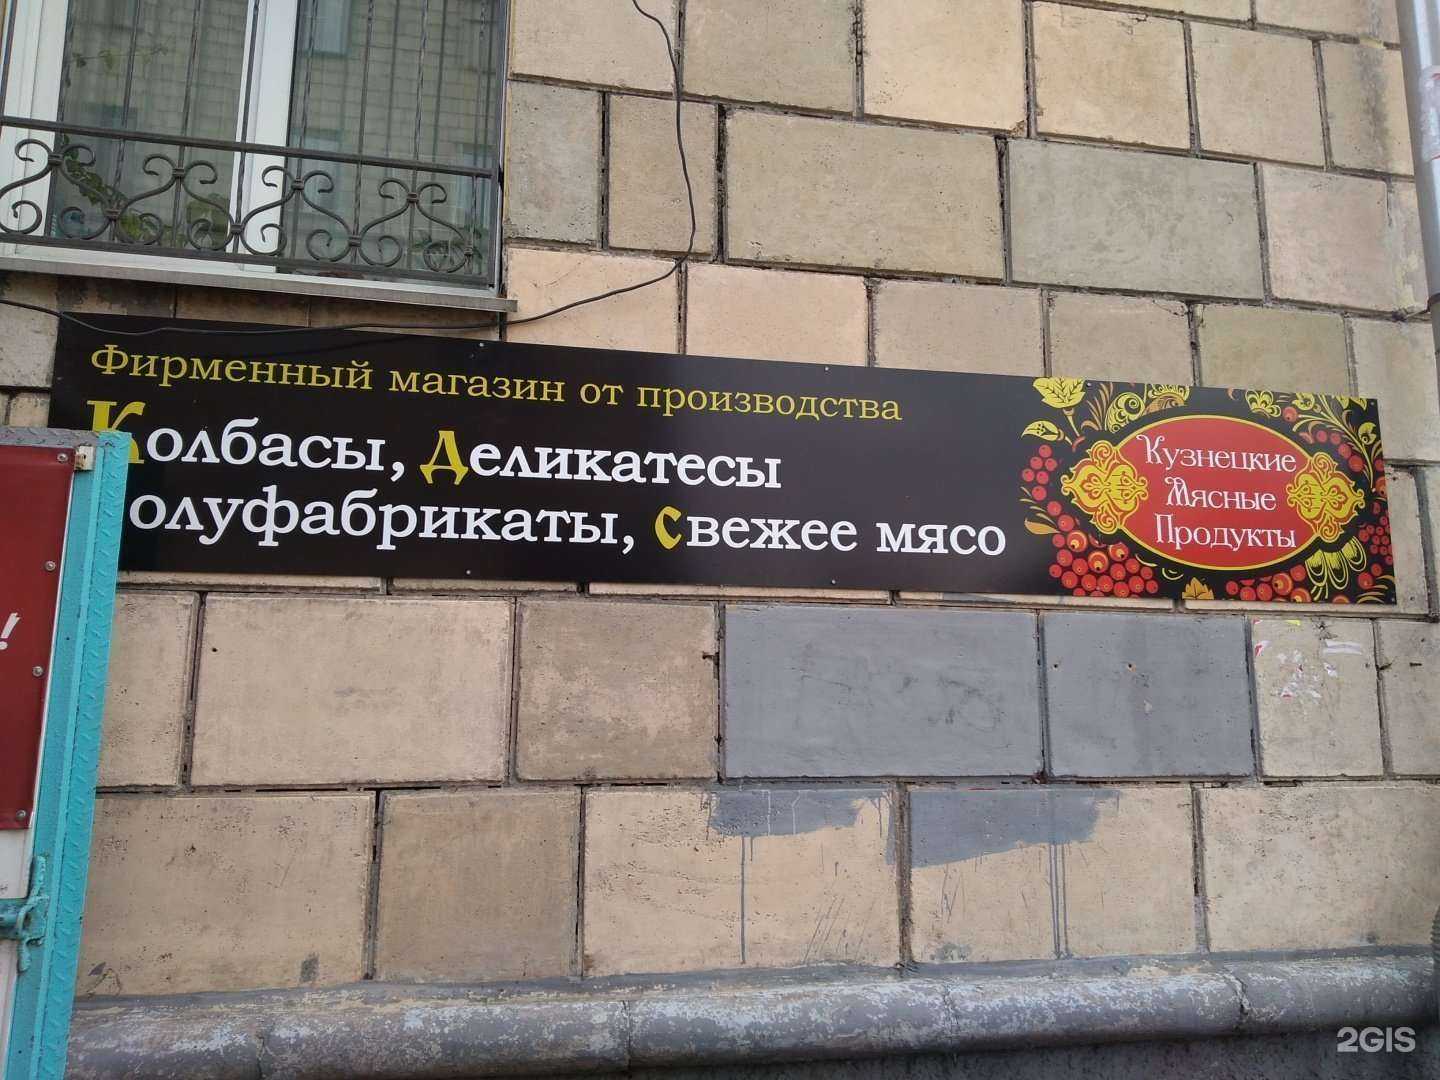 Фирменный магазин от производства
Колбасы, Деликатесы
олуфабрикаты, Свежее мясо
Кузнецкие
Мясные
Продукты
!
2GIS